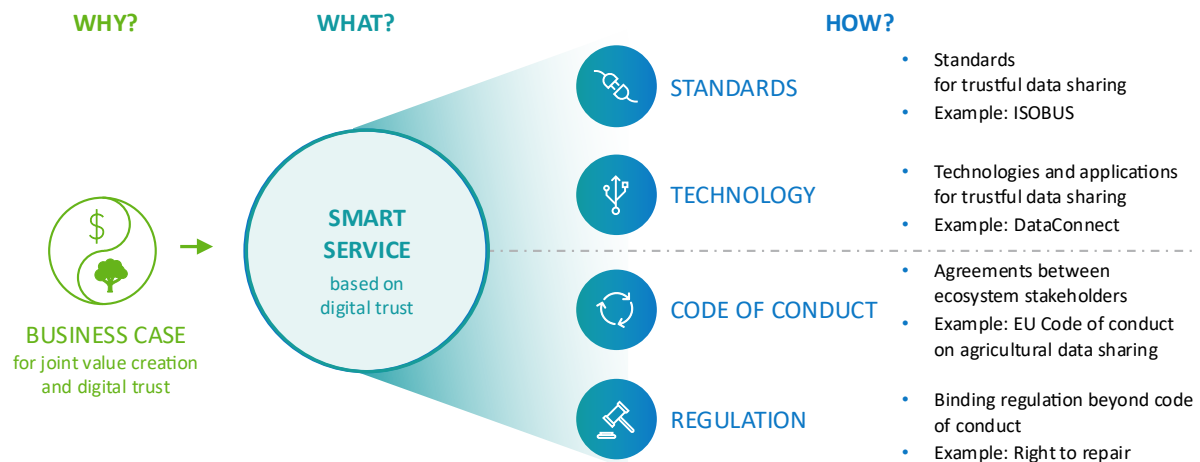 WHY?
WHAT?
HOW?
BUSINESS CASE
for joint value creation
and digital trust
$
SMART
SERVICE
based on
digital trust
STANDARDS
• Standards
for trustful data sharing
• Example: ISOBUS
TECHNOLOGY
• Technologies and applications
for trustful data sharing
• Example: DataConnect
CODE OF CONDUCT
• Agreements between
ecosystem stakeholders
• Example: EU Code of conduct
on agricultural data sharing
REGULATION
• Binding regulation beyond code
of conduct
• Example: Right to repair